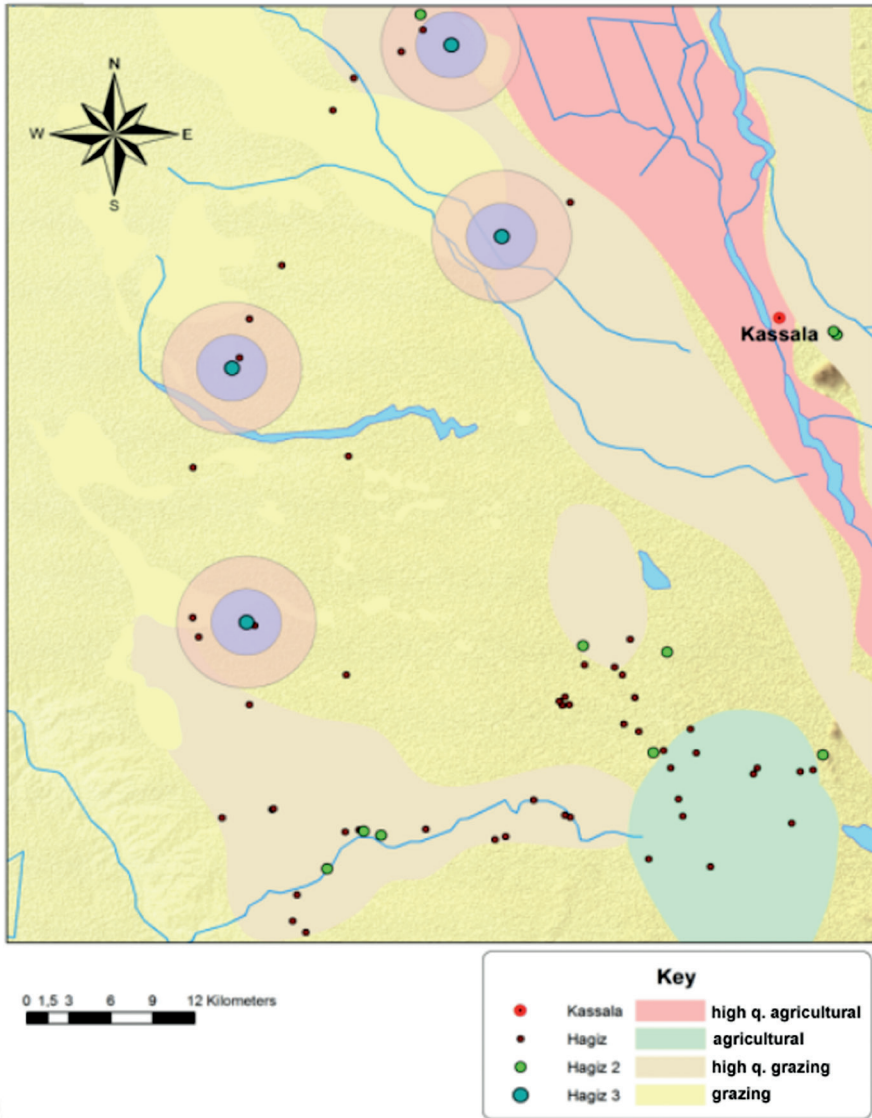 N
W E
S
Kassala
0 1,5 3 6 9 12 Kilometers
Key
Kassala high q. agricultural
Hagiz agricultural
Hagiz 2 high q. grazing
Hagiz 3 grazing